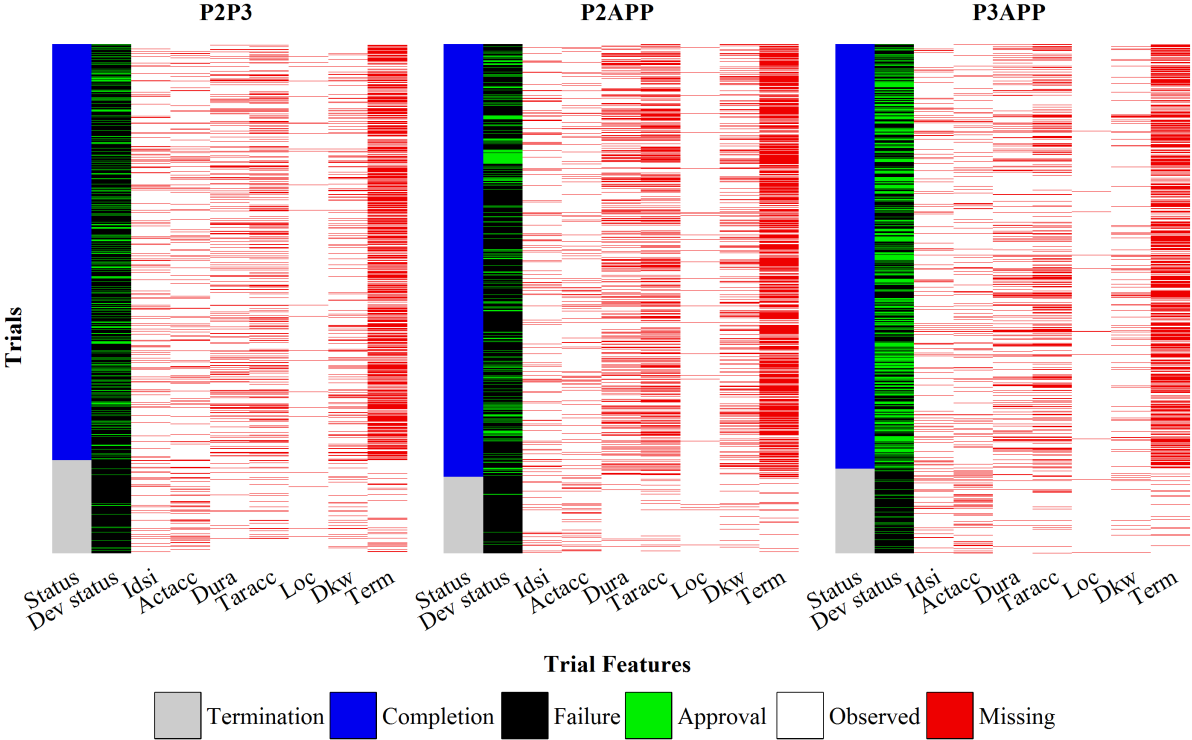 P2P3 P2APP P3APP
Trials
Status Dev status Idsi Actacc Dura Taracc Loc Dkw Term Status Dev status Idsi Actacc Dura Taracc Loc Dkw Term Status Dev status Idsi Actacc Dura Taracc Loc Dkw Term
Trial Features
Termination Completion Failure Approval Observed Missing